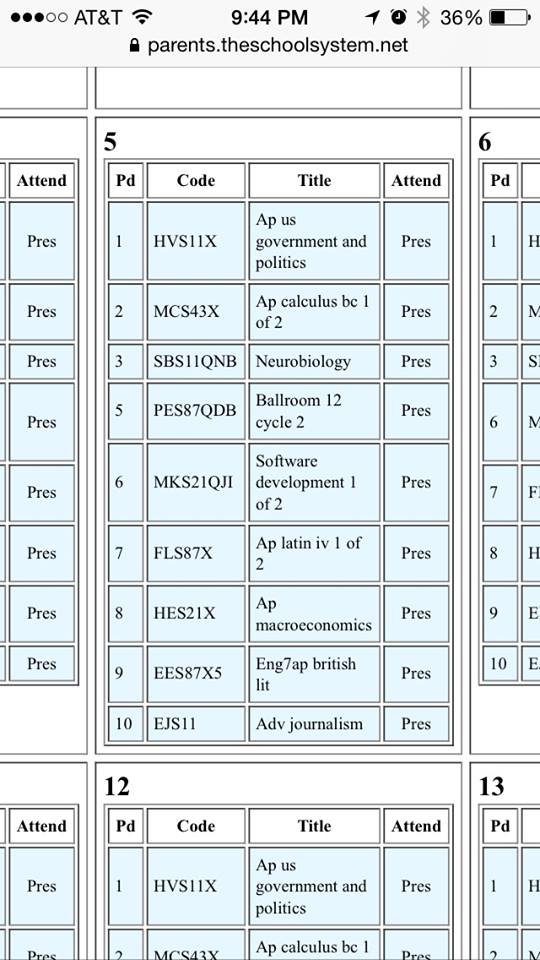 AT&T 9:44 PM 36%
parents.theschoolsystem.net
5
6
Attend
Pd Code Title Attend
Pd
Pres
1 HVS11X Ap us
government and
politics Pres
1 H
Pres
2 MCS43X Ap calculus bc 1
of 2 Pres
2 M
Pres
3 SBS11QNB Neurobiology Pres
3 SI
Pres
5 PES87QDB Ballroom 12
cycle 2 Pres
6 M
Pres
6 MKS21QJI Software
development 1
of 2 Pres
7 FI
Pres
7 FLS87X Ap latin iv 1 of
2 Pres
8 H
Pres
8 HES21X Ap
macroeconomics Pres
9 E
Pres
9 EES87X5 Eng7ap british
lit Pres
10 E
10 EJS11 Adv journalism Pres
12
13
Attend
Pd Code Title Attend
Pd
Pres
1 HVS11X Ap us
government and
politics Pres
1 H
Pres
2 MCS43X Ap calculus bc 1 Pres
2 M